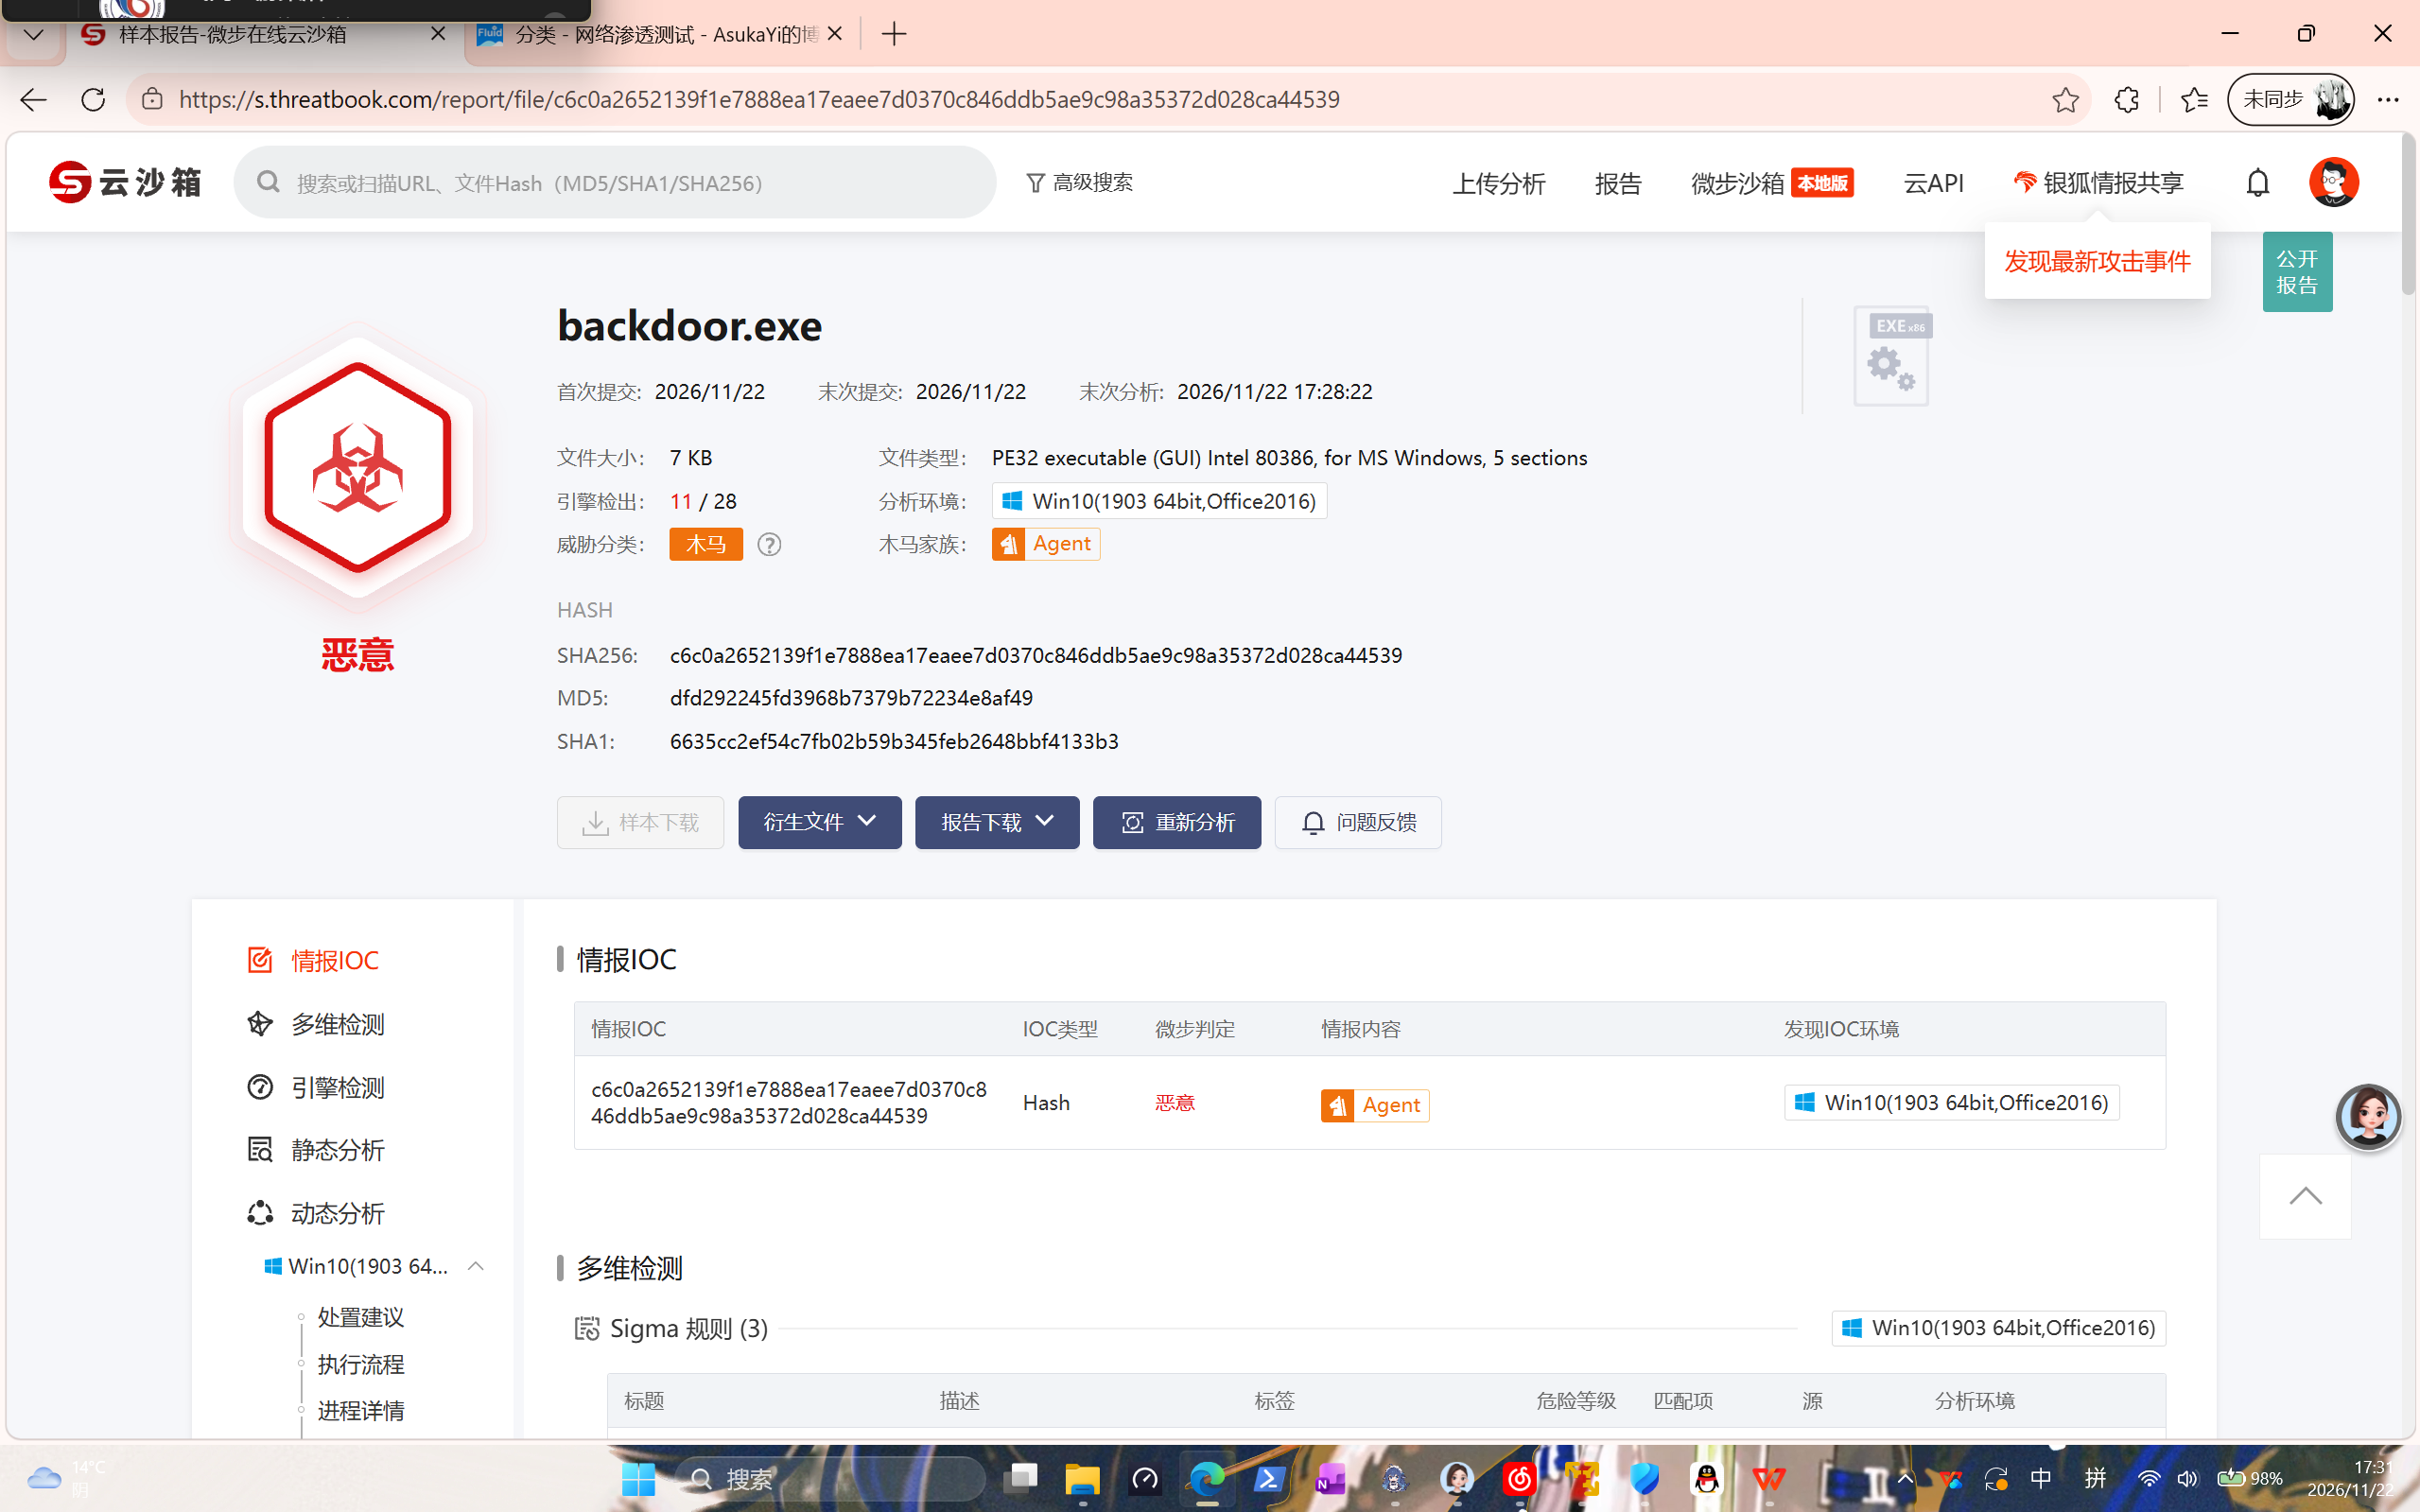 样本报告-微步在线云沙箱
Fluid 分类 - 网络渗透测试 - AsukaYi的博
https://s.threatbook.com/report/file/c6c0a2652139f1e7888ea17eaee7d0370c846ddb5ae9c98a35372d028ca44539
未同步
云沙箱
搜索或扫描URL、文件Hash（MD5/SHA1/SHA256)
高级搜索
上传分析
报告
微步沙箱 本地版
云API
银狐情报共享
发现最新攻击事件
公开
报告
backdoor.exe
EXE x86
首次提交: 2026/11/22 末次提交: 2026/11/22 末次分析: 2026/11/22 17:28:22
文件大小: 7 KB 文件类型: PE32 executable (GUI) Intel 80386, for MS Windows, 5 sections
引擎检出: 11 / 28 分析环境: Win10(1903 64bit,Office2016)
威胁分类: 木马 ? 木马家族: Agent
恶意
HASH
SHA256: c6c0a2652139f1e7888ea17eaee7d0370c846ddb5ae9c98a35372d028ca44539
MD5: dfd292245fd3968b7379b72234e8af49
SHA1: 6635cc2ef54c7fb02b59b345feb2648bbf4133b3
样本下载 衍生文件 报告下载 重新分析 问题反馈
情报IOC
多维检测
引擎检测
静态分析
动态分析
Win10(1903 64...
处置建议
执行流程
进程详情
情报IOC
情报IOC IOC类型 微步判定 情报内容 发现IOC环境
c6c0a2652139f1e7888ea17eaee7d0370c8
46ddb5ae9c98a35372d028ca44539
Hash 恶意 Agent Win10(1903 64bit,Office2016)
多维检测
Sigma 规则 (3)
Win10(1903 64bit,Office2016)
标题 描述 标签 危险等级 匹配项 源 分析环境
14°C
阴
搜索
中
拼
98%
17:31
2026/11/22